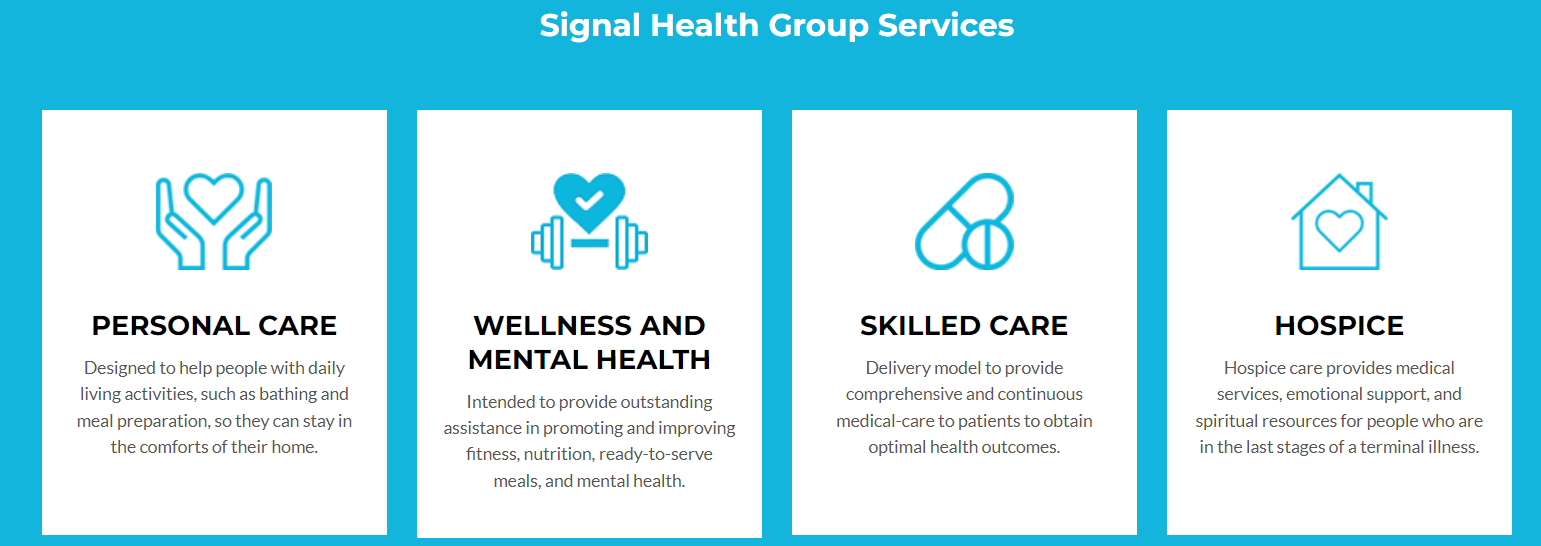 Signal Health Group Services
PERSONAL CARE
Designed to help people with daily
living activities, such as bathing and
meal preparation, so they can stay in
the comforts of their home.
WELLNESS AND
MENTAL HEALTH
Intended to provide outstanding
assistance in promoting and improving
fitness, nutrition, ready-to-serve
meals, and mental health.
SKILLED CARE
Delivery model to provide
comprehensive and continuous
medical-care to patients to obtain
optimal health outcomes.
HOSPICE
Hospice care provides medical
services, emotional support, and
spiritual resources for people who are
in the last stages of a terminal illness.